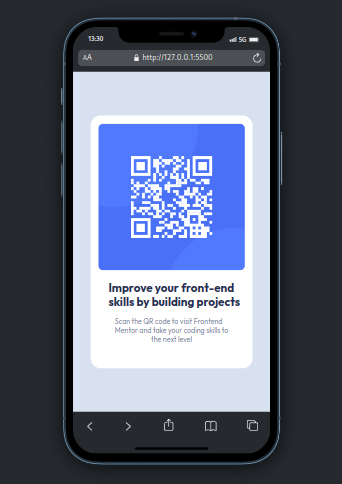 13:30
5G
AA
http://127.0.0.1:5500
Improve your front-end
skills by building projects
Scan the QR code to visit Frontend
Mentor and take your coding skills to
the next level